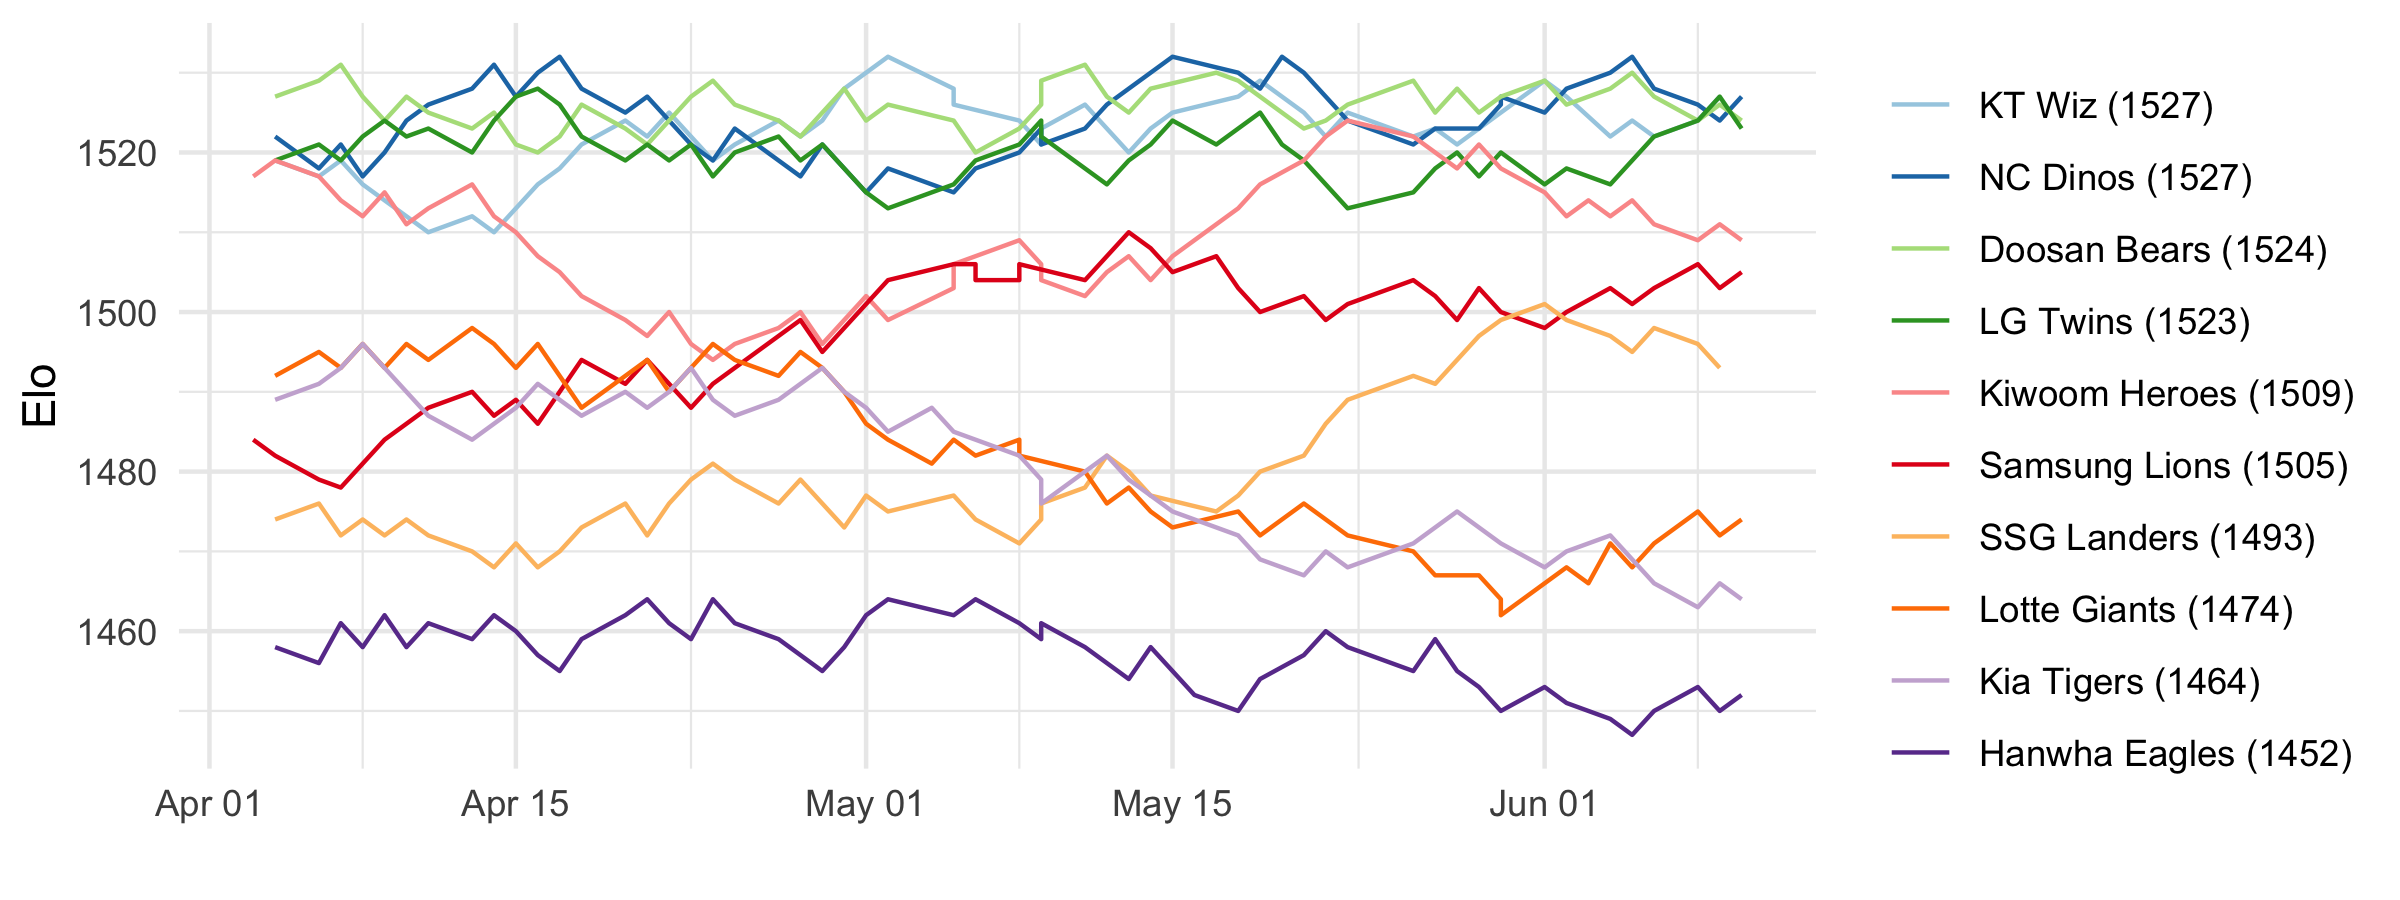 Elo
1520
1500
1480
1460
Apr 01
Apr 15
May 01
May 15
Jun 01
KT Wiz (1527)
NC Dinos (1527)
Doosan Bears (1524)
LG Twins (1523)
Kiwoom Heroes (1509)
Samsung Lions (1505)
SSG Landers (1493)
Lotte Giants (1474)
Kia Tigers (1464)
Hanwha Eagles (1452)